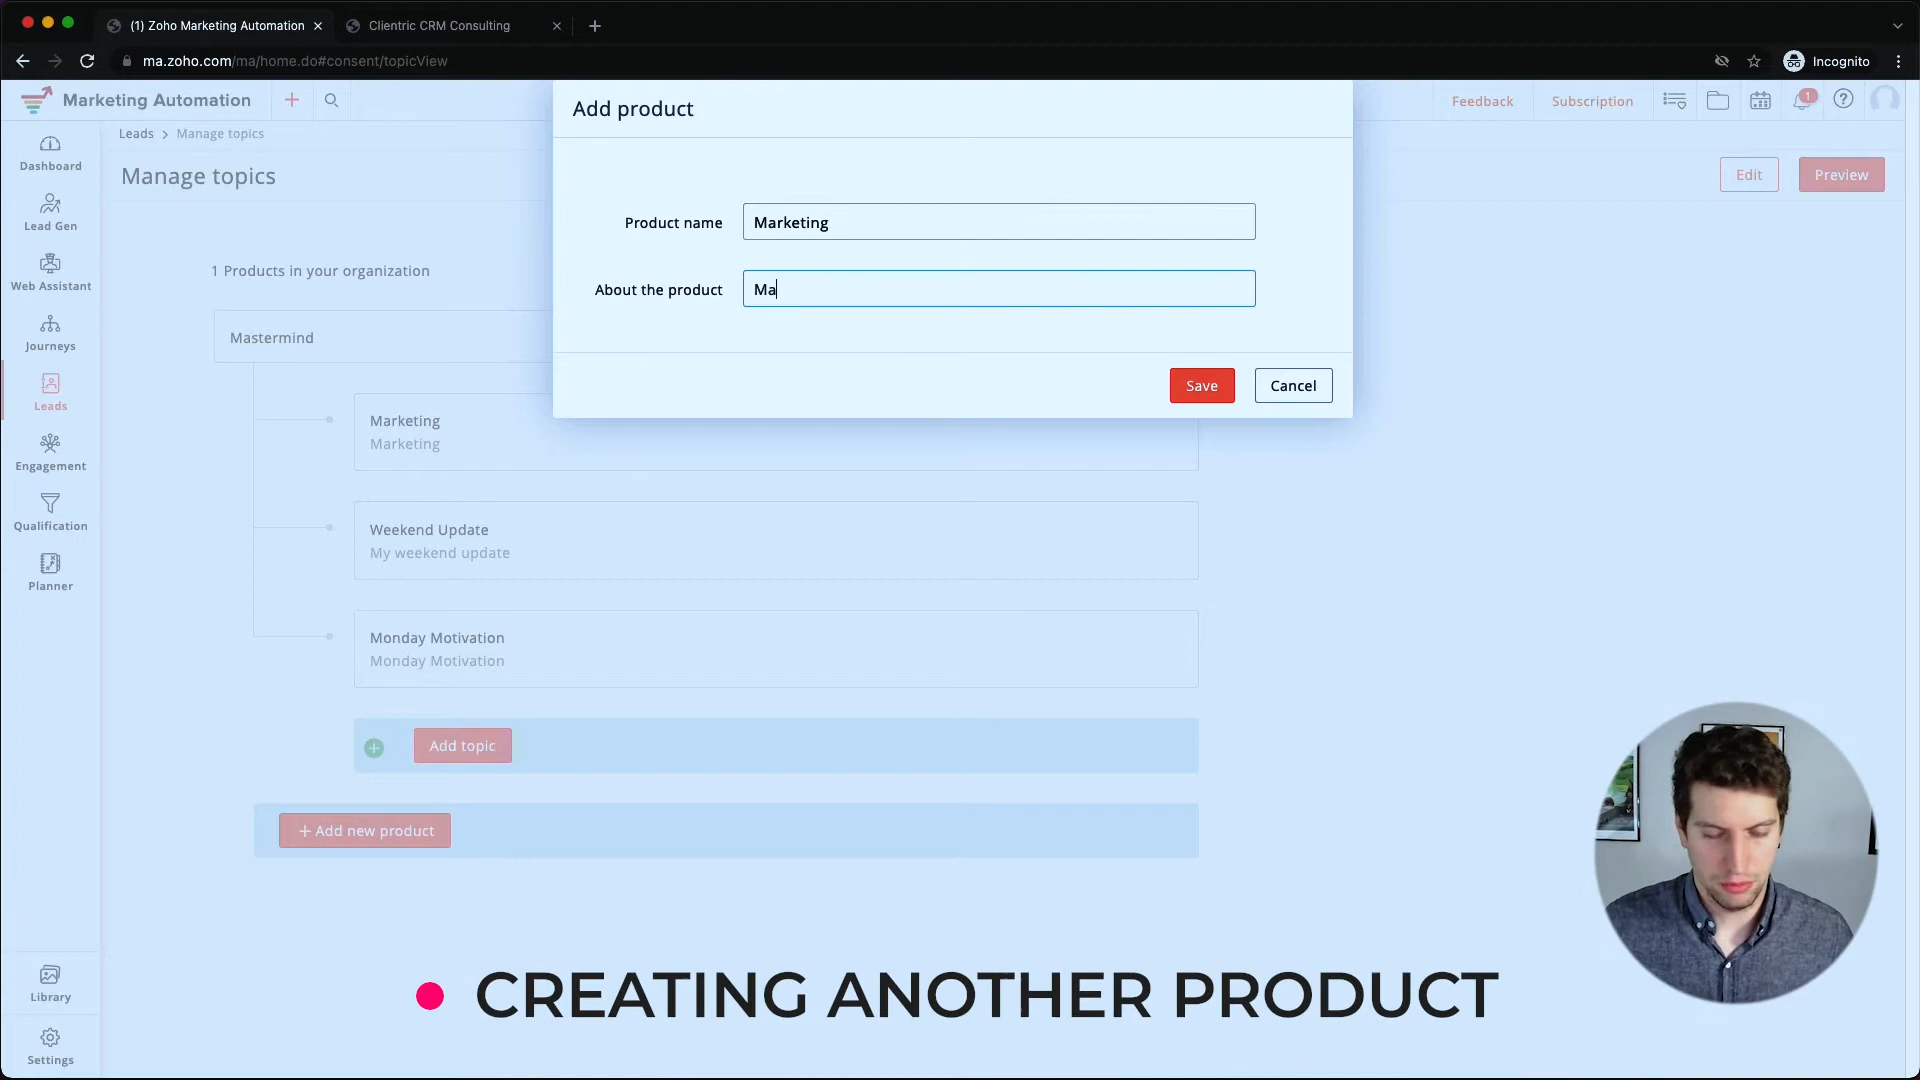 (1) Zoho Marketing Automation
Clientric CRM Consulting
ma.zoho.com/ma/home.do#consent/topicView
Incognito
Marketing Automation
Feedback
Subscription
1
Leads > Manage topics
Manage topics
Edit
Preview
Dashboard
Lead Gen
Web Assistant
Journeys
Leads
Engagement
Qualification
Planner
Library
Settings
Add product
Product name
Marketing
About the product
Ma
Save
Cancel
1 Products in your organization
Mastermind
Marketing
Marketing
Weekend Update
My weekend update
Monday Motivation
Monday Motivation
Add topic
+ Add new product
CREATING ANOTHER PRODUCT